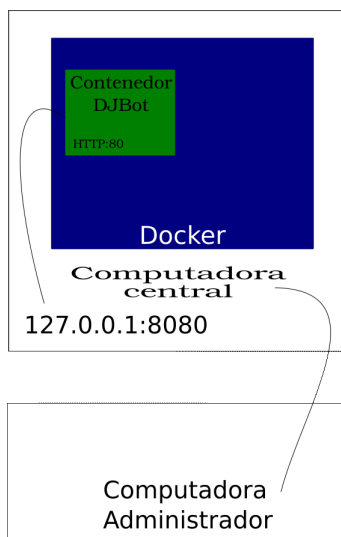 Contenedor
DJBot
HTTP:80
Docker
Computadora
central
127.0.0.1:8080
Computadora
Administrador